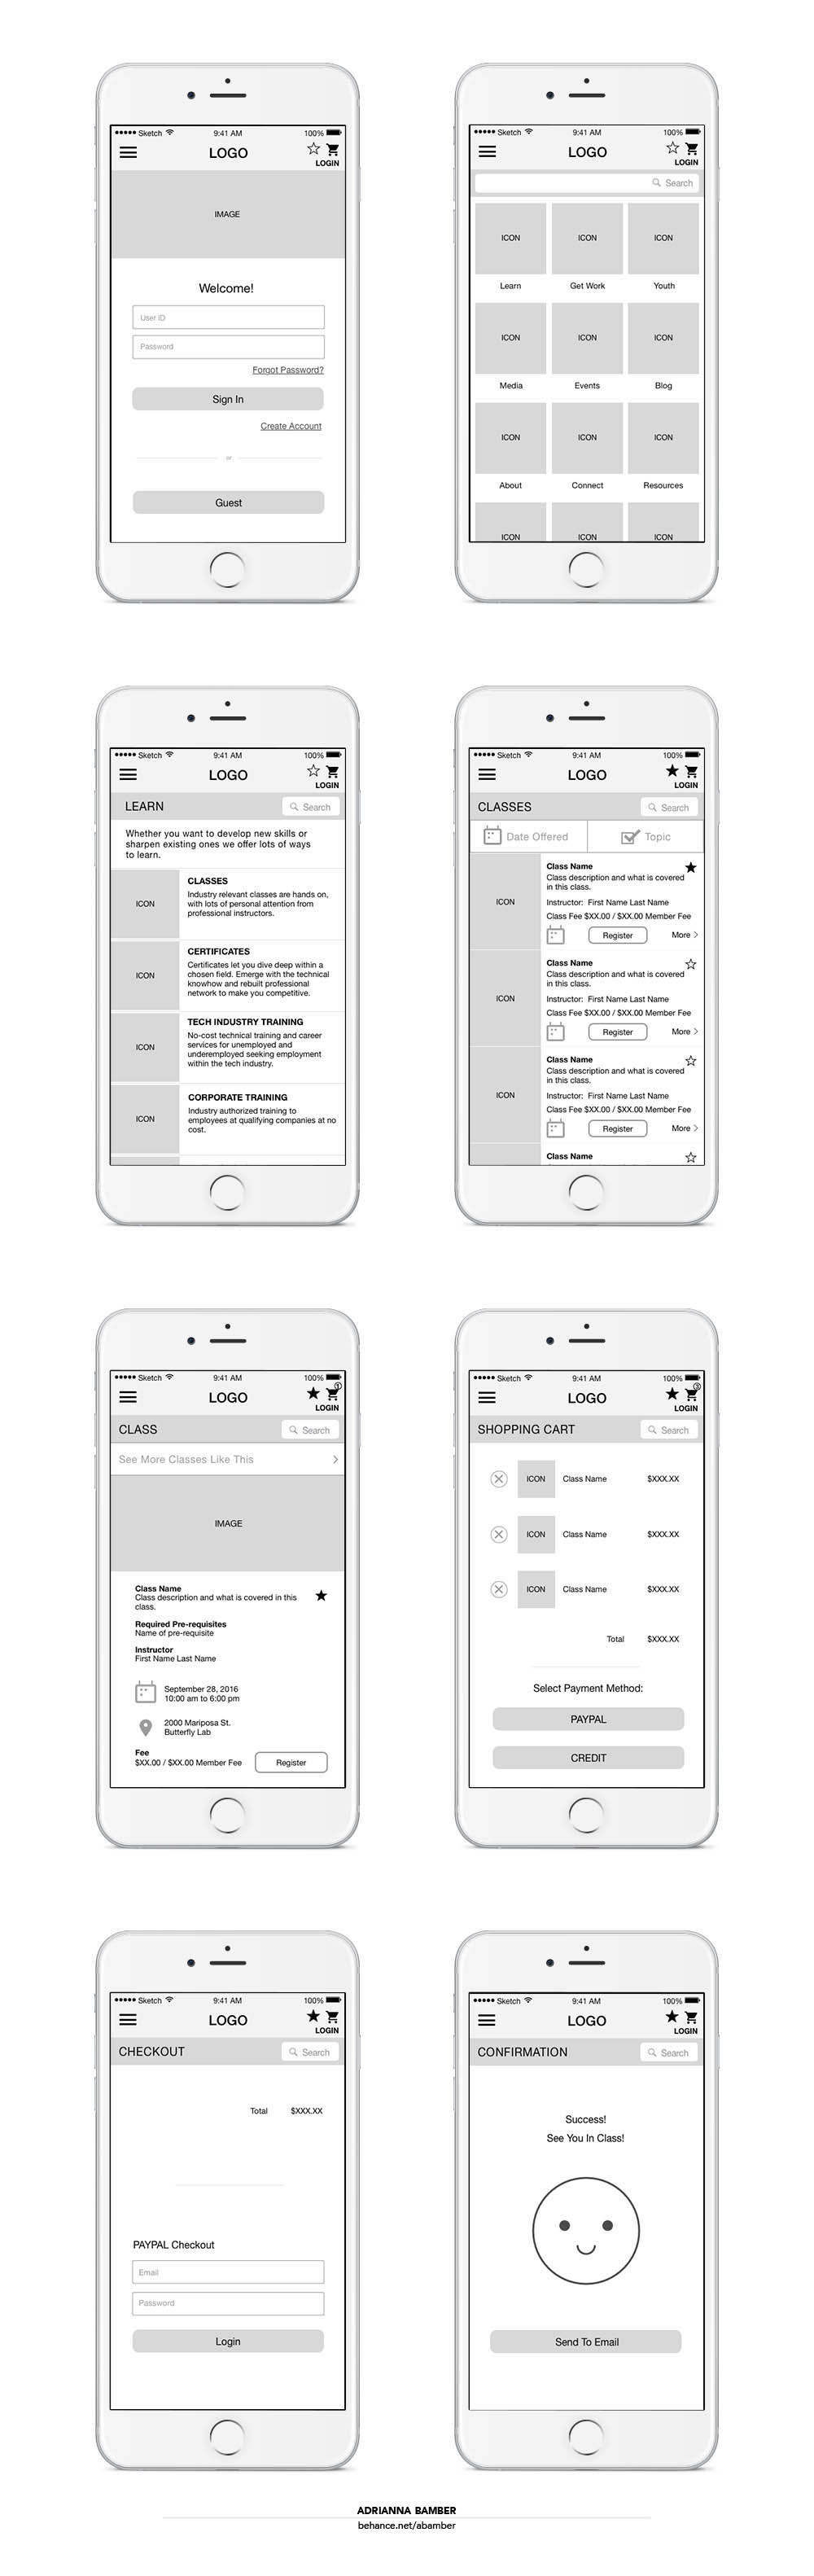 Sketch 9:41 AM 100%
LOGO
LOGIN
IMAGE
Welcome!
User ID
Password
Forgot Password?
Sign In
Create Account
or
Guest
Sketch 9:41 AM 100%
LOGO
LOGIN
Search
ICON ICON ICON
Learn Get Work Youth
ICON ICON ICON
Media Events Blog
ICON ICON ICON
About Connect Resources
ICON ICON ICON
Sketch 9:41 AM 100%
LOGO
LOGIN
LEARN Search
Whether you want to develop new skills or
sharpen existing ones we offer lots of ways
to learn.
ICON
CLASSES
Industry relevant classes are hands on,
with lots of personal attention from
professional instructors.
ICON
CERTIFICATES
Certificates let you dive deep within a
chosen field. Emerge with the technical
knowhow and rebuilt professional
network to make you competitive.
ICON
TECH INDUSTRY TRAINING
No-cost technical training and career
services for unemployed and
underemployed seeking employment
within the tech industry.
ICON
CORPORATE TRAINING
Industry authorized training to
employees at qualifying companies at no
cost.
Sketch 9:41 AM 100%
LOGO
LOGIN
CLASSES Search
Date Offered Topic
ICON
Class Name
Class description and what is covered
in this class.
Instructor: First Name Last Name
Class Fee $XX.00 / $XX.00 Member Fee
Register More >
ICON
Class Name
Class description and what is covered
in this class.
Instructor: First Name Last Name
Class Fee $XX.00 / $XX.00 Member Fee
Register More >
ICON
Class Name
Class description and what is covered
in this class.
Instructor: First Name Last Name
Class Fee $XX.00 / $XX.00 Member Fee
Register More >
Class Name
Sketch 9:41 AM 100%
1
LOGO
LOGIN
CLASS Search
See More Classes Like This >
IMAGE
Class Name
Class description and what is covered in this
class.
Required Pre-requisites
Name of pre-requisite
Instructor
First Name Last Name
September 28, 2016
10:00 am to 6:00 pm
2000 Mariposa St.
Butterfly Lab
Fee
$XX.00 / $XX.00 Member Fee Register
Sketch 9:41 AM 100%
3
LOGO
LOGIN
SHOPPING CART Search
ICON Class Name $XXX.XX
ICON Class Name $XXX.XX
ICON Class Name $XXX.XX
Total $XXX.XX
Select Payment Method:
PAYPAL
CREDIT
Sketch 9:41 AM 100%
LOGO
LOGIN
CHECKOUT Search
Total $XXX.XX
PAYPAL Checkout
Email
Password
Login
Sketch 9:41 AM 100%
LOGO
LOGIN
CONFIRMATION Search
Success!
See You In Class!
Send To Email
ADRIANNA BAMBER
behance.net/abamber